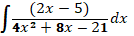 ∫ (2x − 5) / (4x² + 8x − 21) dx